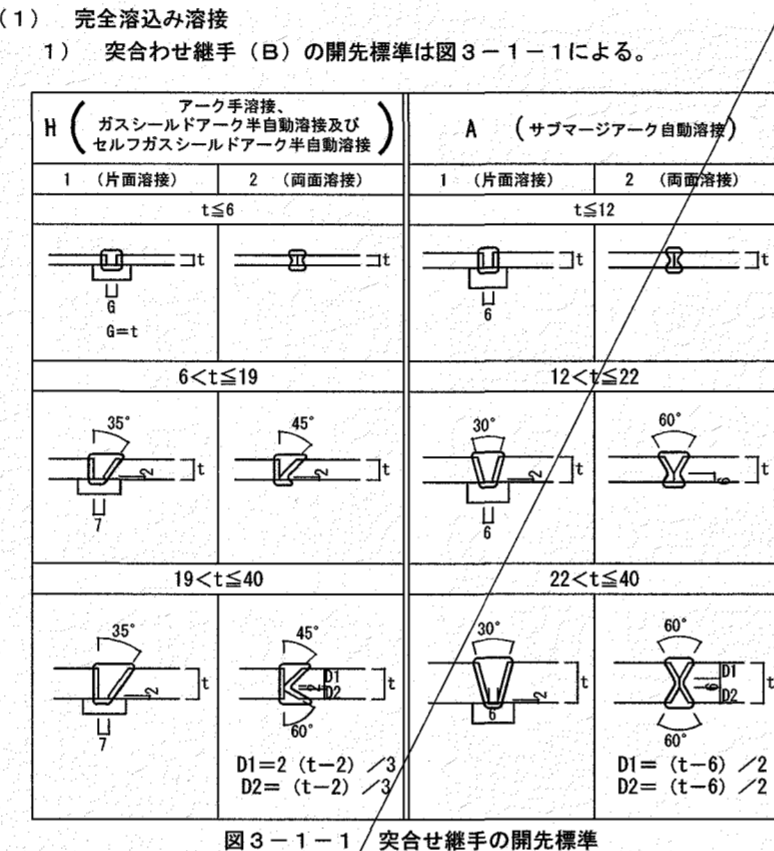 (1) 完全溶込み溶接
1) 突合わせ継手(B)の開先標準は図3-1-1による。
H (アーク手溶接、
ガスシールドアーク半自動溶接及び
セルフガスシールドアーク半自動溶接)
A (サブマージアーク自動溶接)
1 (片面溶接) 2 (両面溶接) 1 (片面溶接) 2 (両面溶接)
t≦6 t≦12
t t t t
G 6
G=t
6<t≦19 12<t≦22
35° 45° 30° 60°
2 t 2 t 2 t 6 t
7 6
19<t≦40 22<t≦40
35° 45° 30° 60°
2 t 2 D1 D2 t 6 2 t 6 D1 D2 t
7 60° 60°
D1=2(t-2)/3 D1=(t-6)/2
D2=(t-2)/3 D2=(t-6)/2
図3-1-1 突合せ継手の開先標準